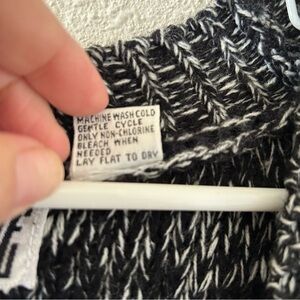 MACHINE WASH COLD
GENTLE CYCLE
ONLY NON-CHLORINE
BLEACH WHEN
NEEDED
LAY FLAT TO DRY